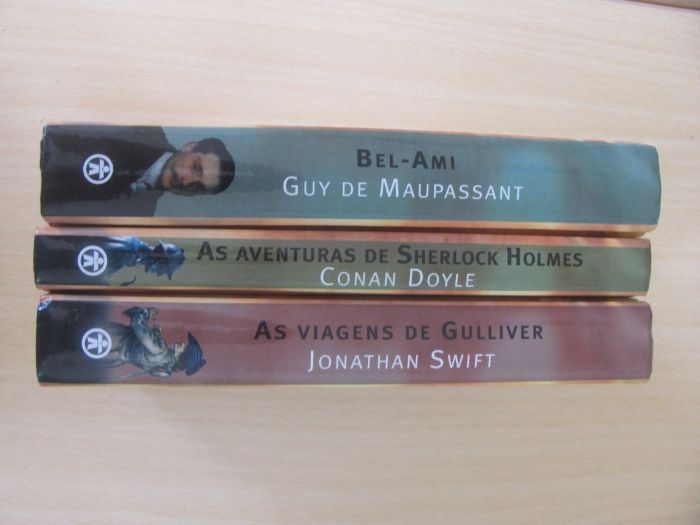 BEL-AMI
GUY DE MAUPASSANT
AS AVENTURAS DE SHERLOCK HOLMES
CONAN DOYLE
AS VIAGENS DE GULLIVER
JONATHAN SWIFT